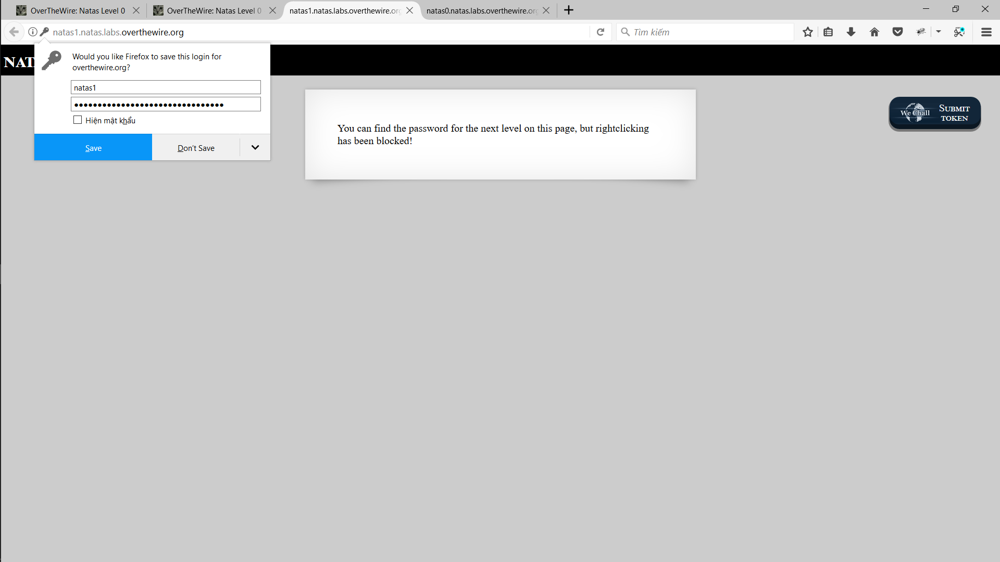 OverTheWire: Natas Level 0
OverTheWire: Natas Level 0
natas1.natas.labs.overthewire.org
natas0.natas.labs.overthewire.org
natas1.natas.labs.overthewire.org
Tìm kiếm
NAT
Would you like Firefox to save this login for
overthewire.org?
natas1
●●●●●●●●●●●●●●●●●●●●●●●●●●●●●●●●
Hiện mật khẩu
Save
Don't Save
You can find the password for the next level on this page, but rightclicking
has been blocked!
We Chall
SUBMIT
TOKEN